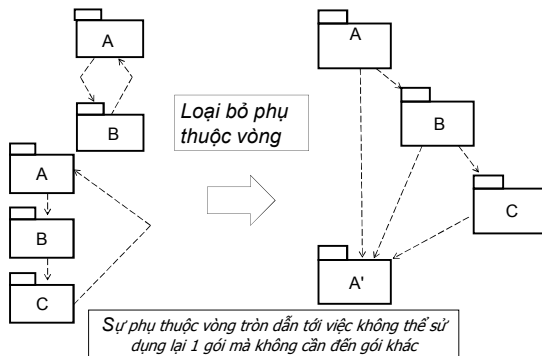 A
B
A
B
C
Loại bỏ phụ
thuộc vòng
A
B
C
A'
Sự phụ thuộc vòng tròn dẫn tới việc không thể sử
dụng lại 1 gói mà không cần đến gói khác